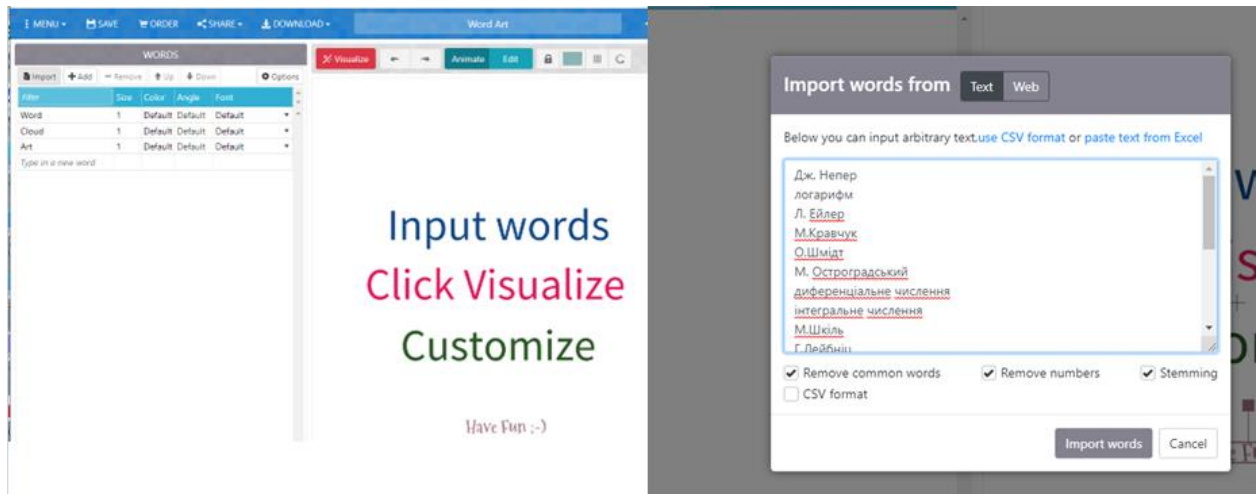 MENU SAVE ORDER SHARE DOWNLOAD Word Art
WORDS
Import Add Remove Up Down Options
Filter Size Color Angle Font
Word 1 Default Default Default
Cloud 1 Default Default Default
Art 1 Default Default Default
Type in a new word
Visualize Animate Edit
Input words
Click Visualize
Customize
Have Fun ;-)
Import words from Text Web
Below you can input arbitrary text.use CSV format or paste text from Excel
Дж. Непер
логарифм
Л. Ейлер
М.Кравчук
О.Шмідт
М. Остроградський
диференціальне числення
інтегральне числення
М.Шкіль
Г.Лейбніц
Remove common words Remove numbers Stemming
CSV format
Import words Cancel